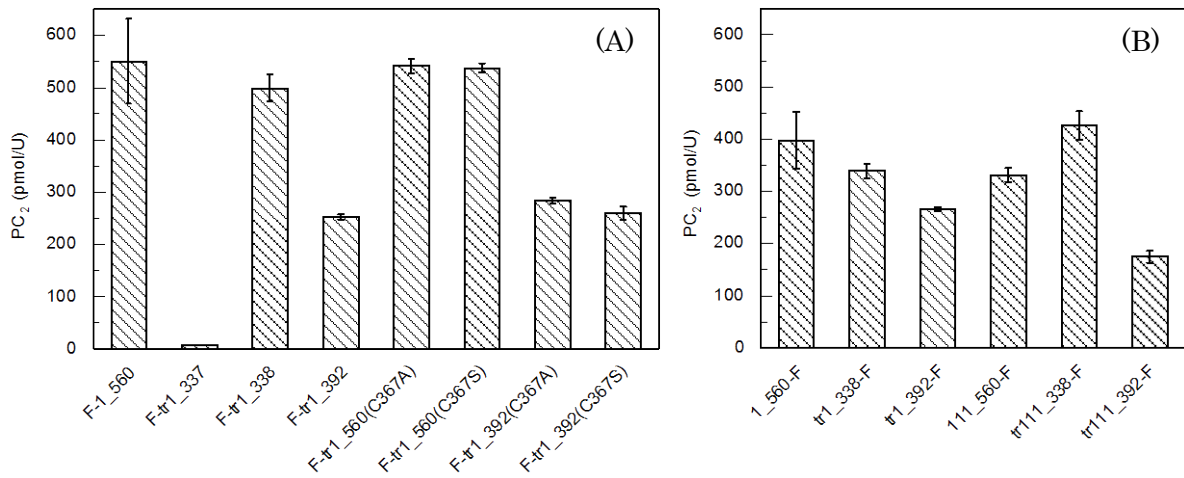 (A)
PC2 (pmol/U)
600
500
400
300
200
100
0
F-1_560
F-tr1_337
F-tr1_338
F-tr1_392
F-tr1_560(C367A)
F-tr1_560(C367S)
F-tr1_392(C367A)
F-tr1_392(C367S)
(B)
PC2 (pmol/U)
600
500
400
300
200
100
0
1_560-F
tr1_338-F
tr1_392-F
111_560-F
tr111_338-F
tr111_392-F